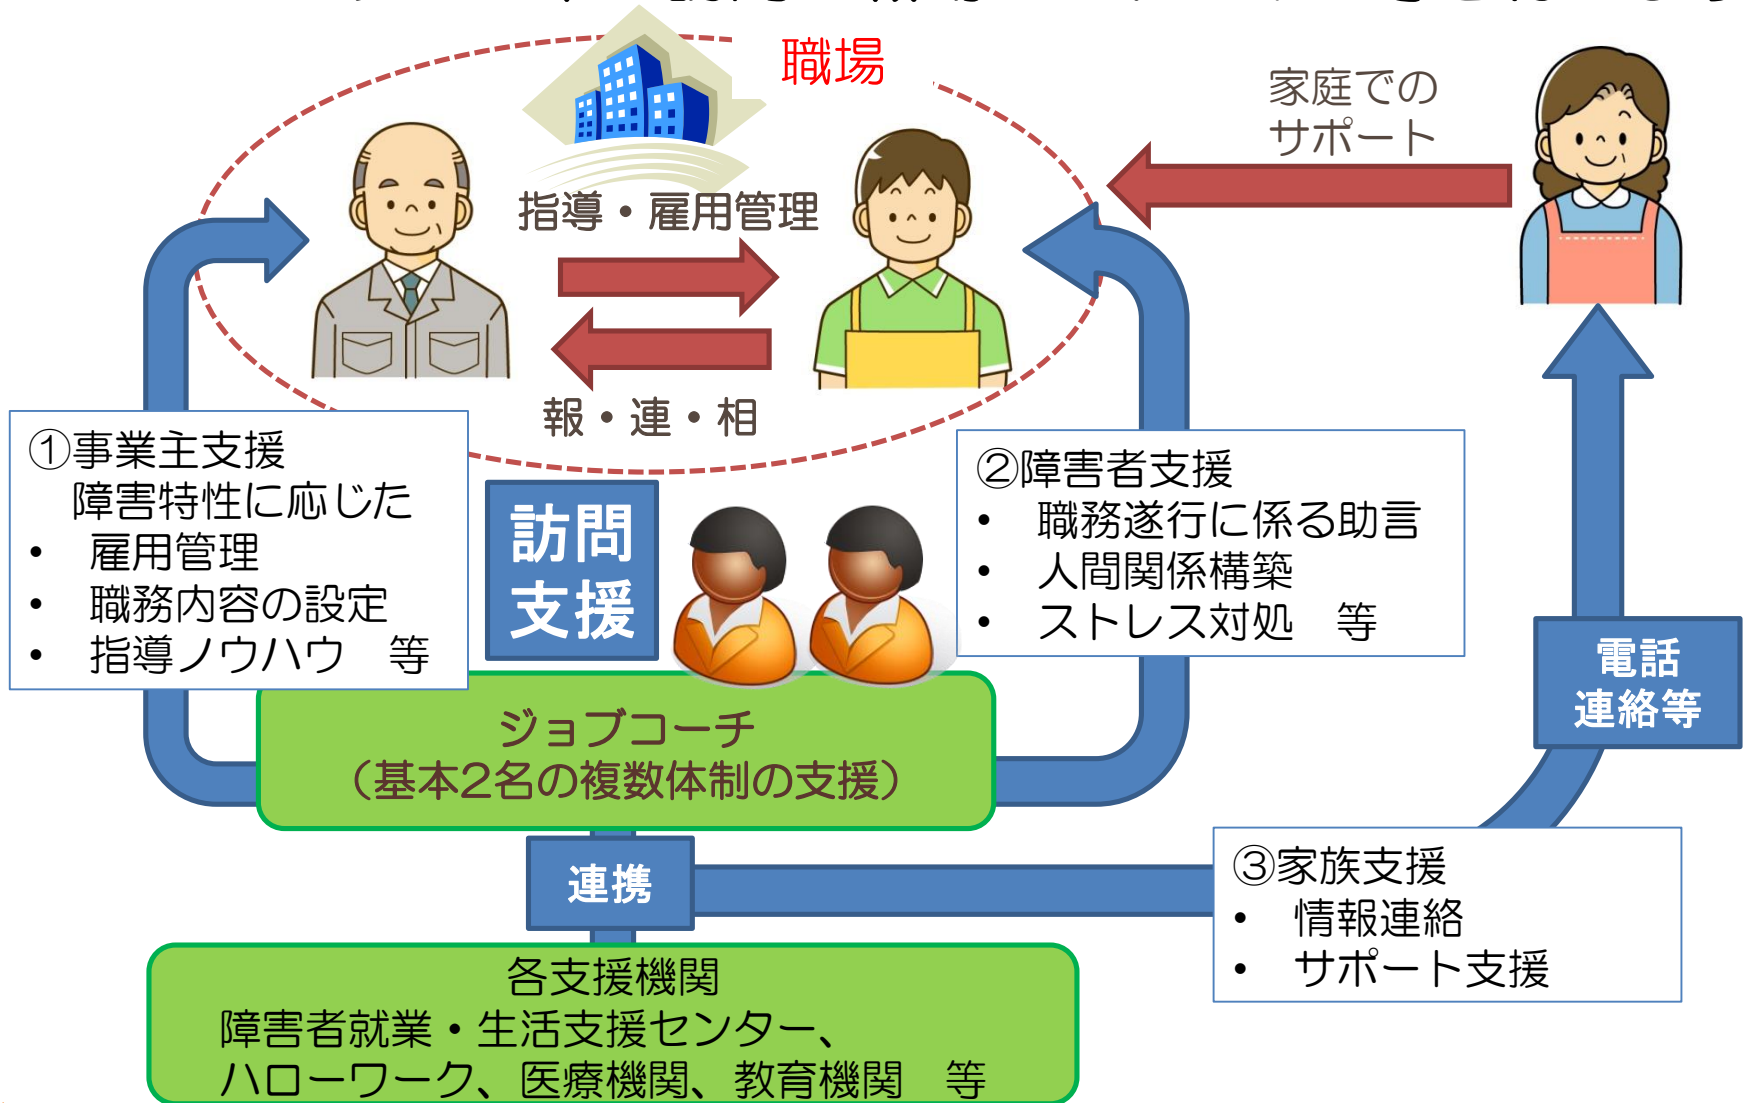 職場
家庭での
サポート
指導・雇用管理
報・連・相
①事業主支援
障害特性に応じた
• 雇用管理
• 職務内容の設定
• 指導ノウハウ 等
訪問
支援
②障害者支援
• 職務遂行に係る助言
• 人間関係構築
• ストレス対処 等
電話
連絡等
ジョブコーチ
（基本2名の複数体制の支援）
連携
③家族支援
• 情報連絡
• サポート支援
各支援機関
障害者就業・生活支援センター、
ハローワーク、医療機関、教育機関 等